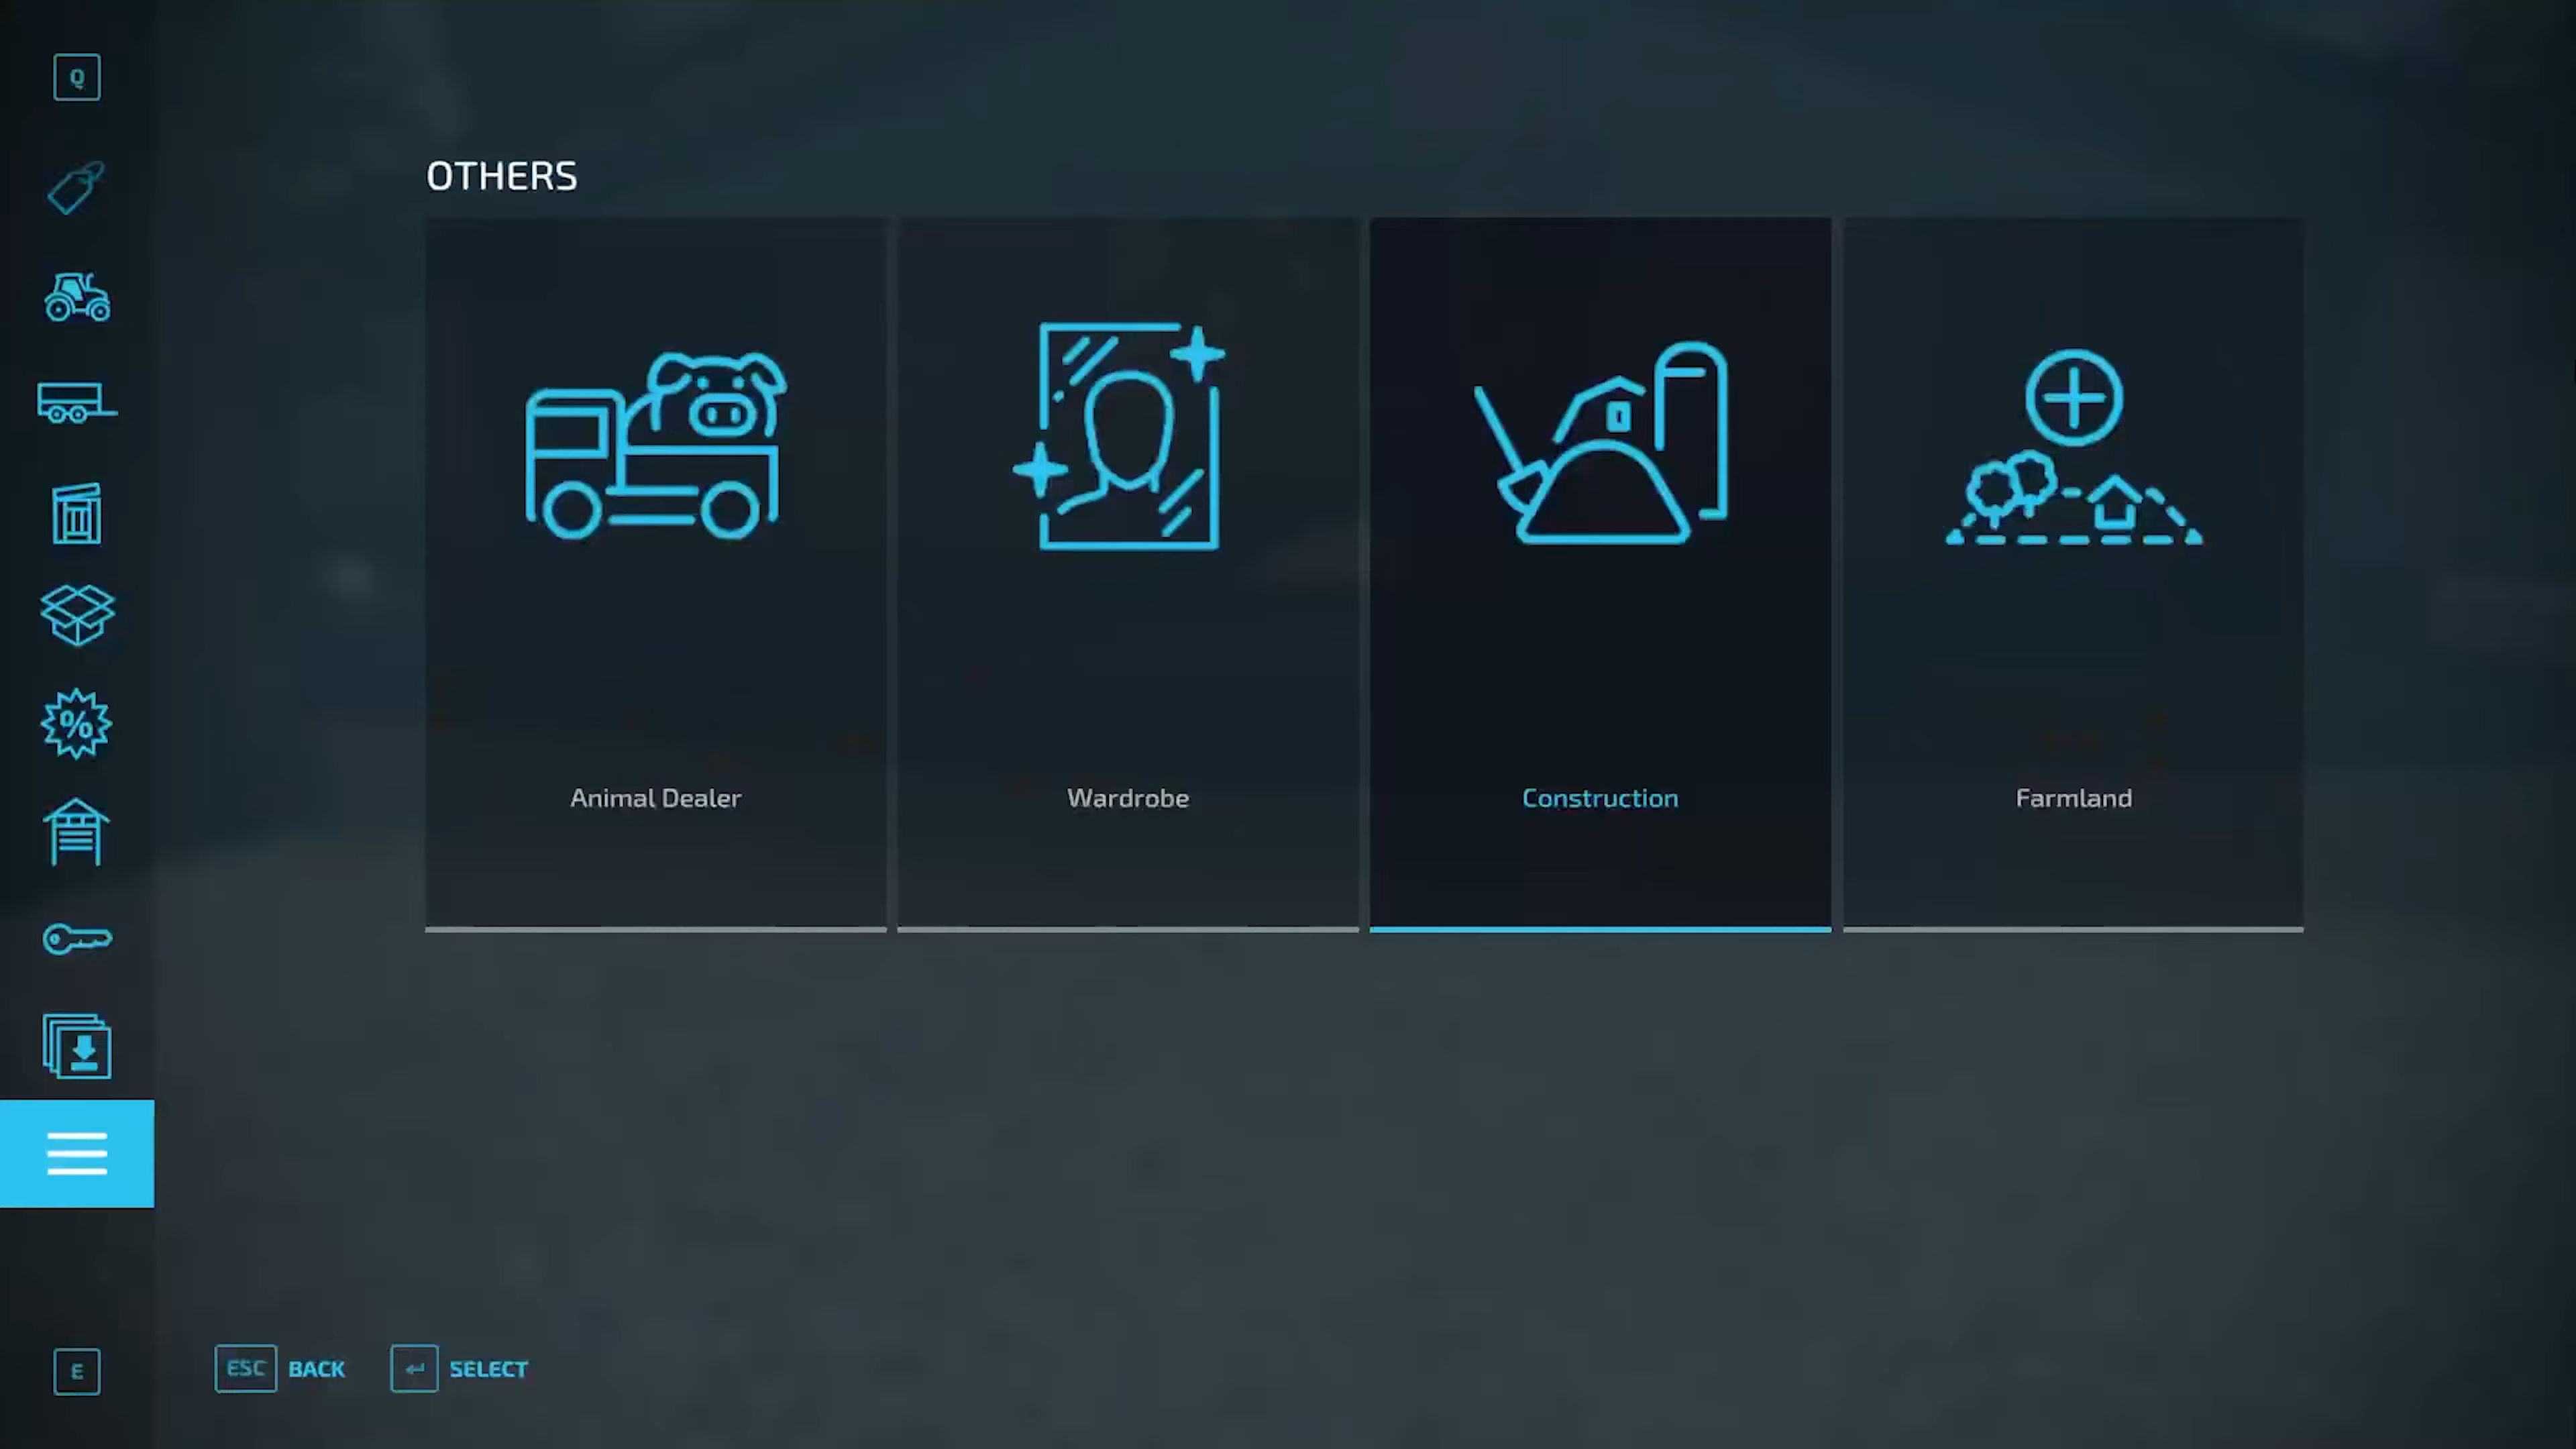 Q
OTHERS
Animal Dealer
Wardrobe
Construction
Farmland
%
E
ESC BACK
SELECT